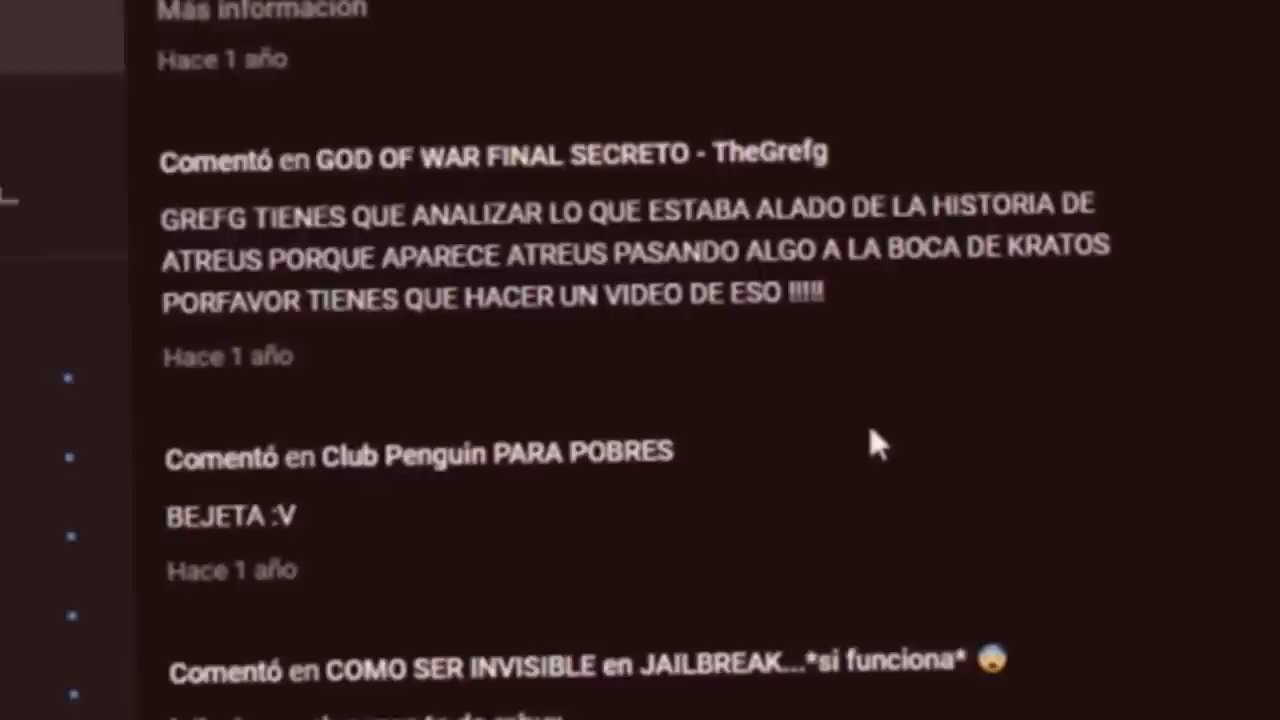 Más información
Hace 1 año
Comentó en GOD OF WAR FINAL SECRETO - TheGrefg
GREFG TIENES QUE ANALIZAR LO QUE ESTABA ALADO DE LA HISTORIA DE
ATREUS PORQUE APARECE ATREUS PASANDO ALGO A LA BOCA DE KRATOS
PORFAVOR TIENES QUE HACER UN VIDEO DE ESO !!!!!
Hace 1 año
Comentó en Club Penguin PARA POBRES
BEJETA :V
Hace 1 año
Comentó en COMO SER INVISIBLE en JAILBREAK...*si funciona* 😨